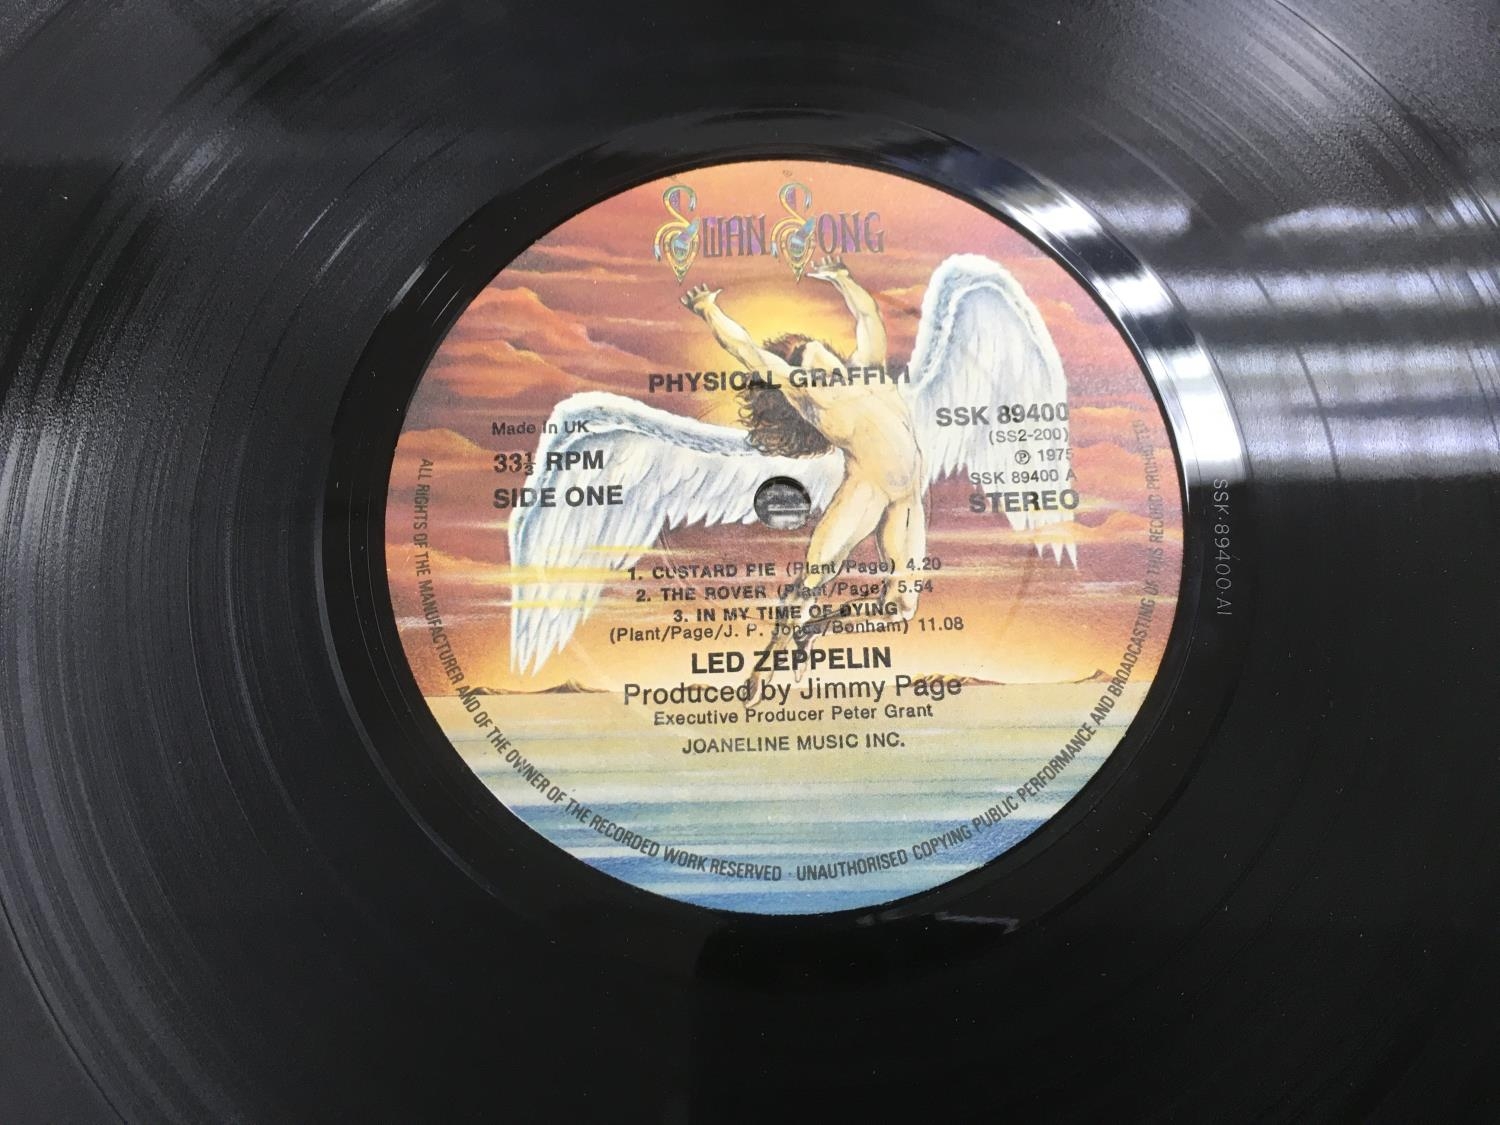 SWAN SONG
PHYSICAL GRAFFITI
Made in UK
33⅓ RPM
SIDE ONE
SSK 89400
(SS2-200)
℗ 1975
SSK 89400 A
STEREO
1. CUSTARD PIE (Plant/Page) 4.20
2. THE ROVER (Plant/Page) 5.54
3. IN MY TIME OF DYING
(Plant/Page/J. P. Jones/Bonham) 11.08
LED ZEPPELIN
Produced by Jimmy Page
Executive Producer Peter Grant
JOANELINE MUSIC INC.
ALL RIGHTS OF THE MANUFACTURER AND OF THE OWNER OF THE RECORDED WORK RESERVED · UNAUTHORISED COPYING PUBLIC PERFORMANCE AND BROADCASTING OF THIS RECORD PROHIBITED
SSK·89400·A1